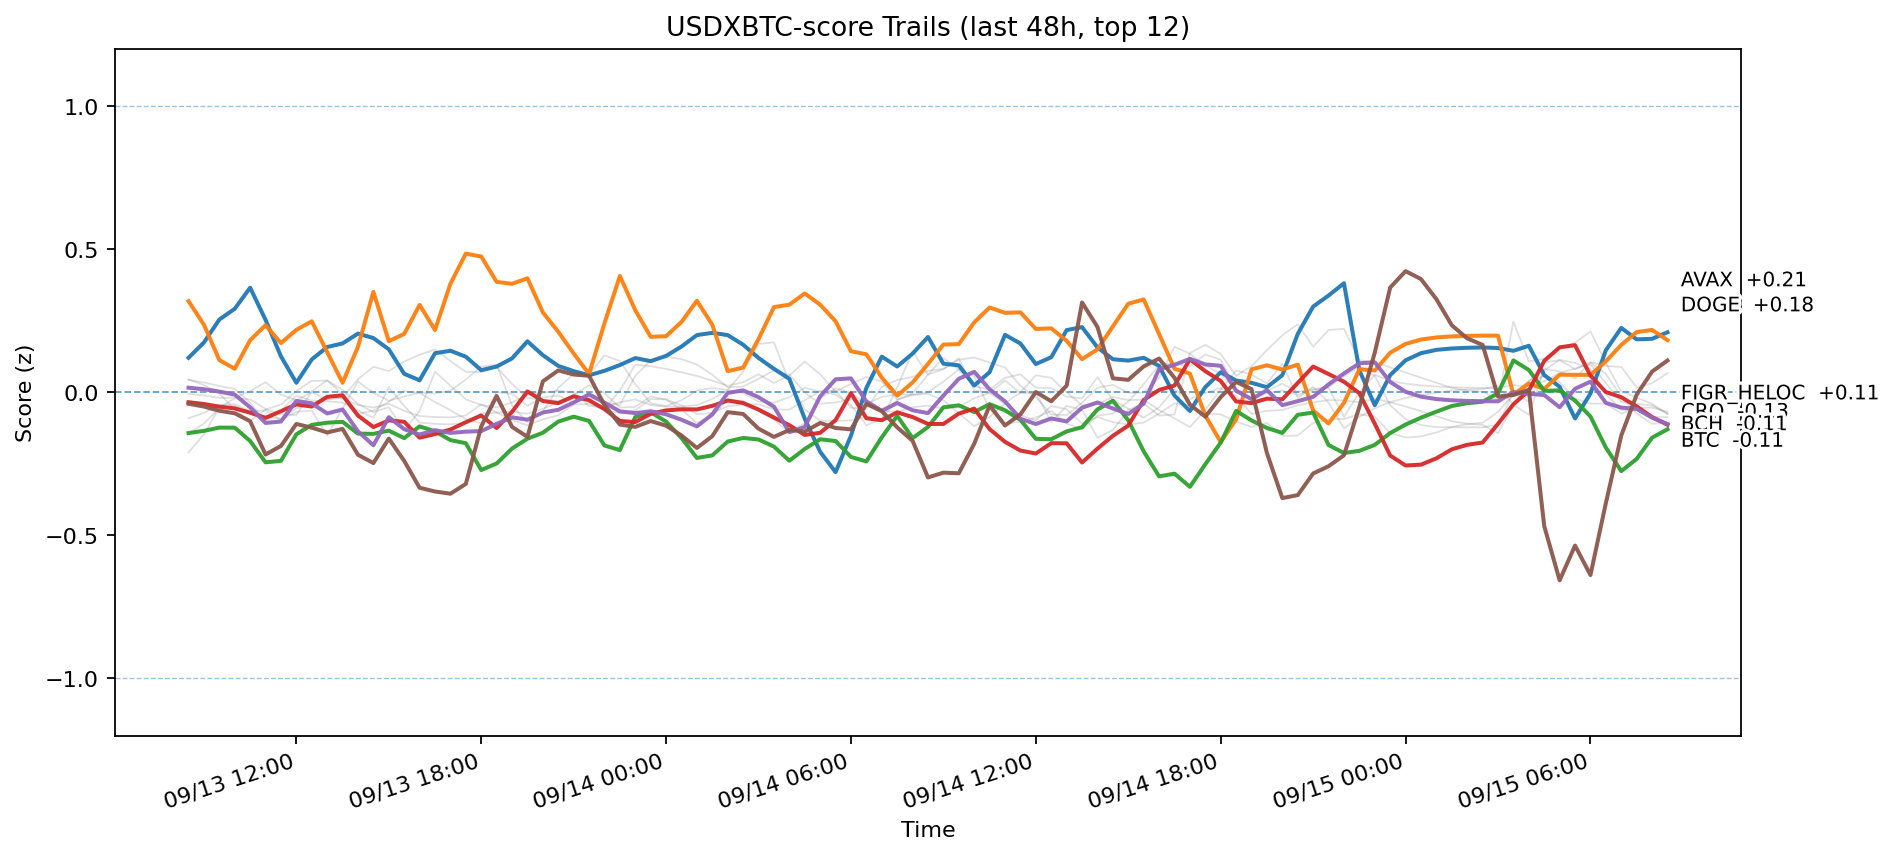 USDXBTC-score Trails (last 48h, top 12)
Score (z)
1.0
0.5
0.0
−0.5
−1.0
AVAX +0.21
DOGE +0.18
FIGR_HELOC +0.11
CRO -0.13
BCH -0.11
BTC -0.11
09/13 12:00
09/13 18:00
09/14 00:00
09/14 06:00
09/14 12:00
09/14 18:00
09/15 00:00
09/15 06:00
Time